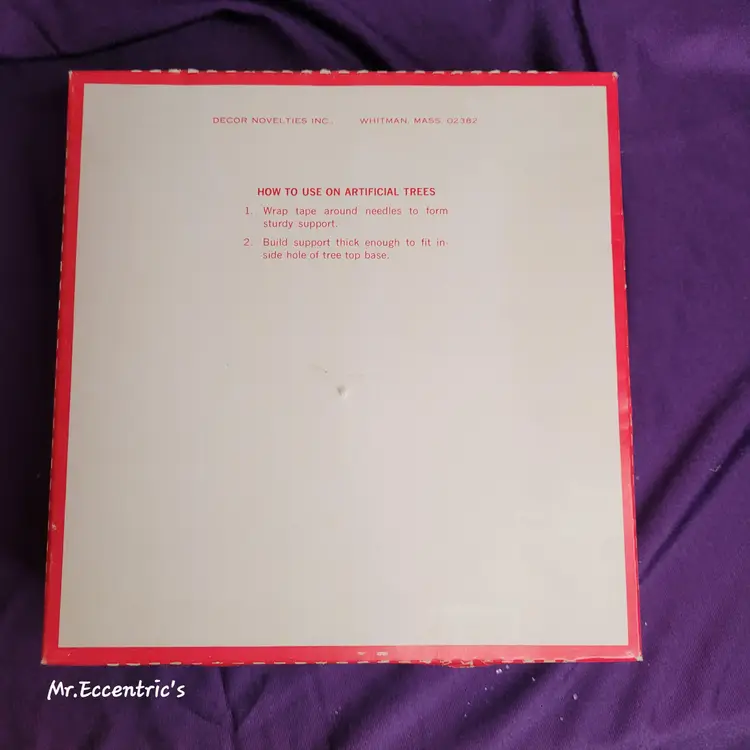 DECOR NOVELTIES INC., WHITMAN, MASS. 02382
HOW TO USE ON ARTIFICIAL TREES
1. Wrap tape around needles to form
sturdy support.
2. Build support thick enough to fit in-
side hole of tree top base.
Mr.Eccentric's